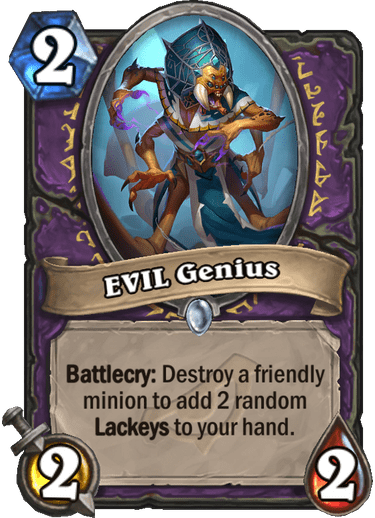 2
EVIL Genius
Battlecry: Destroy a friendly
minion to add 2 random
Lackeys to your hand.
2
2